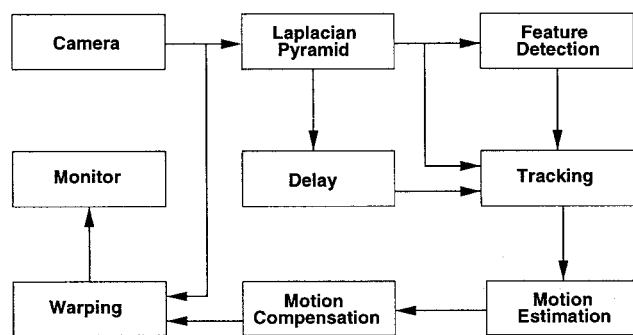 Camera
Laplacian
Pyramid
Feature
Detection
Monitor
Delay
Tracking
Warping
Motion
Compensation
Motion
Estimation